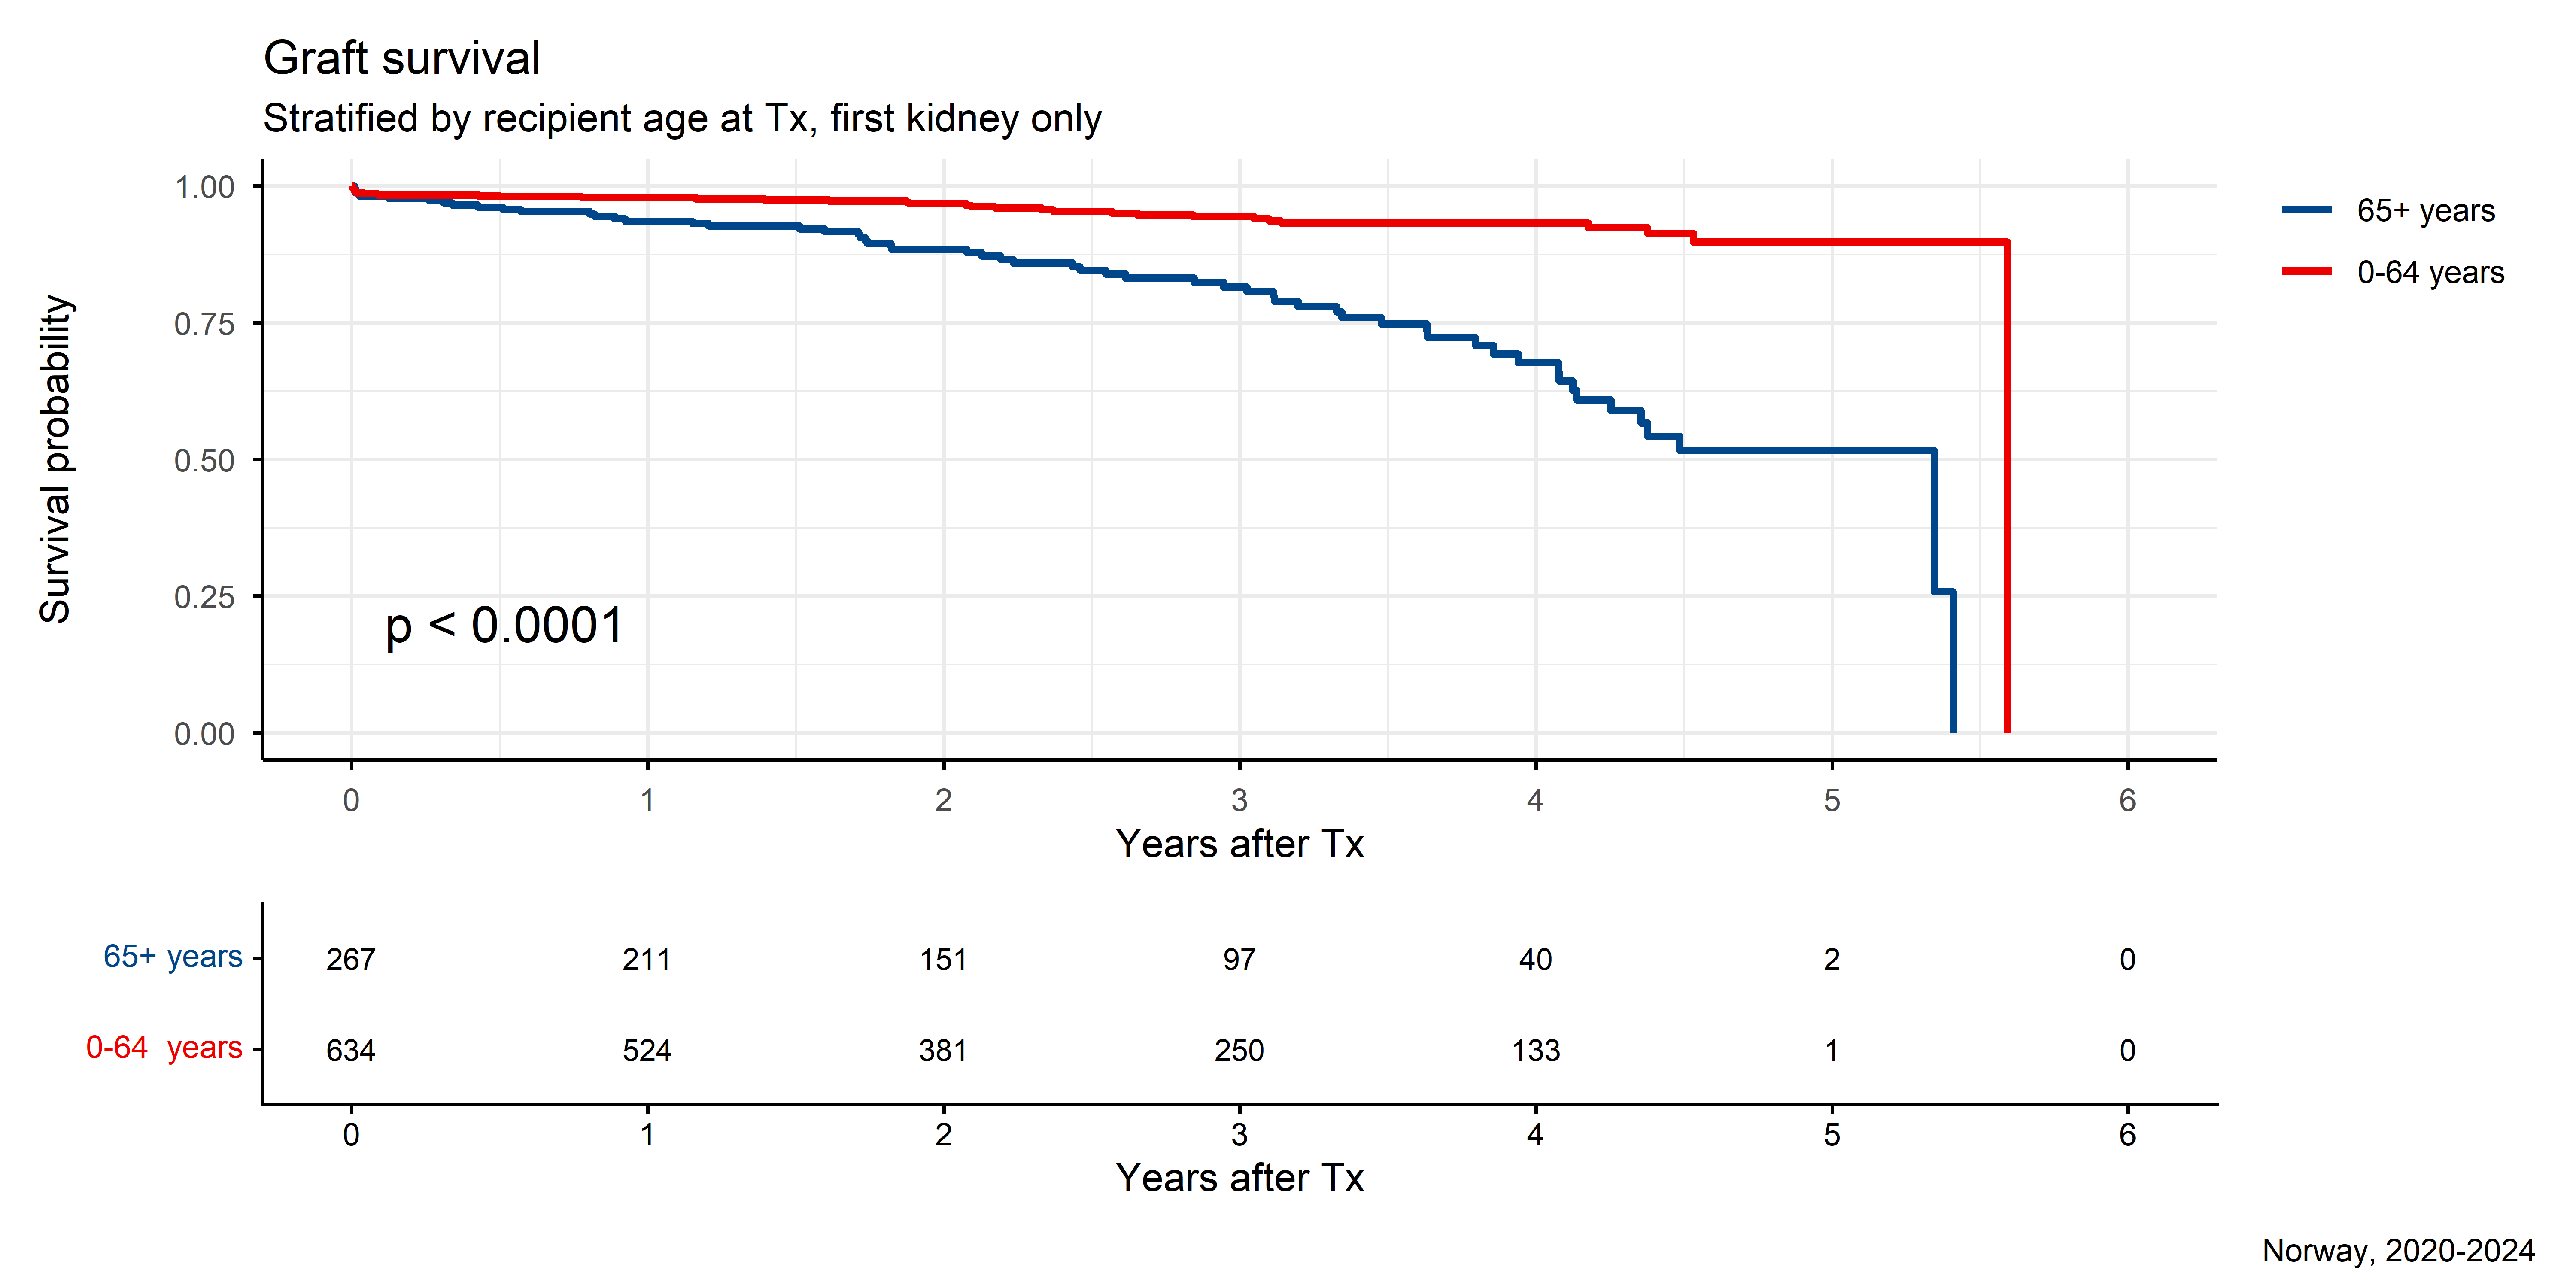 Graft survival
Stratified by recipient age at Tx, first kidney only
Survival probability
1.00
0.75
0.50
0.25
0.00
p < 0.0001
65+ years
0-64 years
0 1 2 3 4 5 6
Years after Tx
65+ years 267 211 151 97 40 2 0
0-64 years 634 524 381 250 133 1 0
0 1 2 3 4 5 6
Years after Tx
Norway, 2020-2024